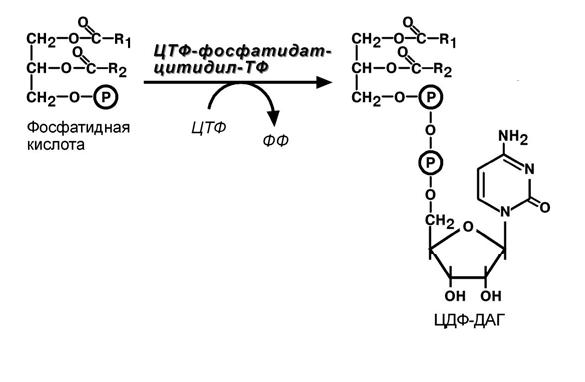 CH₂-O-C-R₁
O
CH-O-C-R₂
O
CH₂-O-P
Фосфатидная
кислота
ЦТФ-фосфатидат-
цитидил-ТФ
ЦТФ
ФФ
CH₂-O-C-R₁
O
CH-O-C-R₂
O
CH₂-O-P
O
P
O
CH₂
O
NH₂
N
N
O
OH OH
ЦДФ-ДАГ